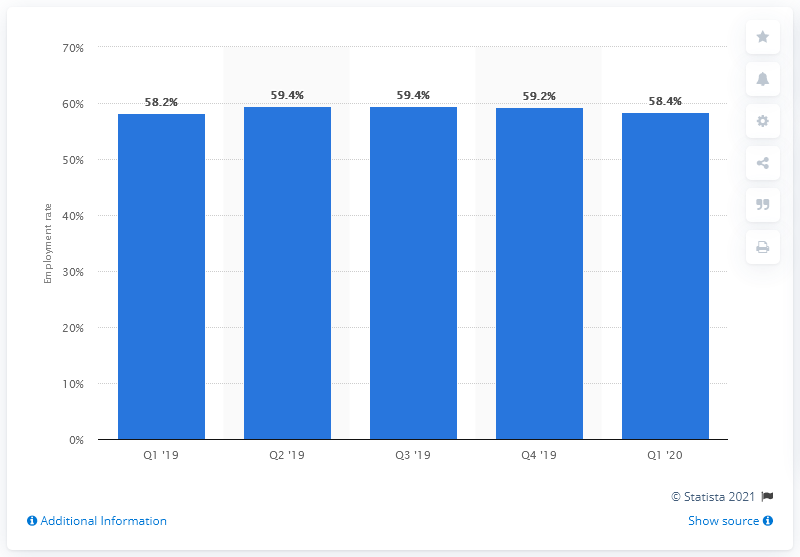 70%
60%
50%
40%
30%
20%
10%
0%
Employment rate
58.2%
59.4%
59.4%
59.2%
58.4%
Q1 '19
Q2 '19
Q3 '19
Q4 '19
Q1 '20
© Statista 2021
Additional Information
Show source